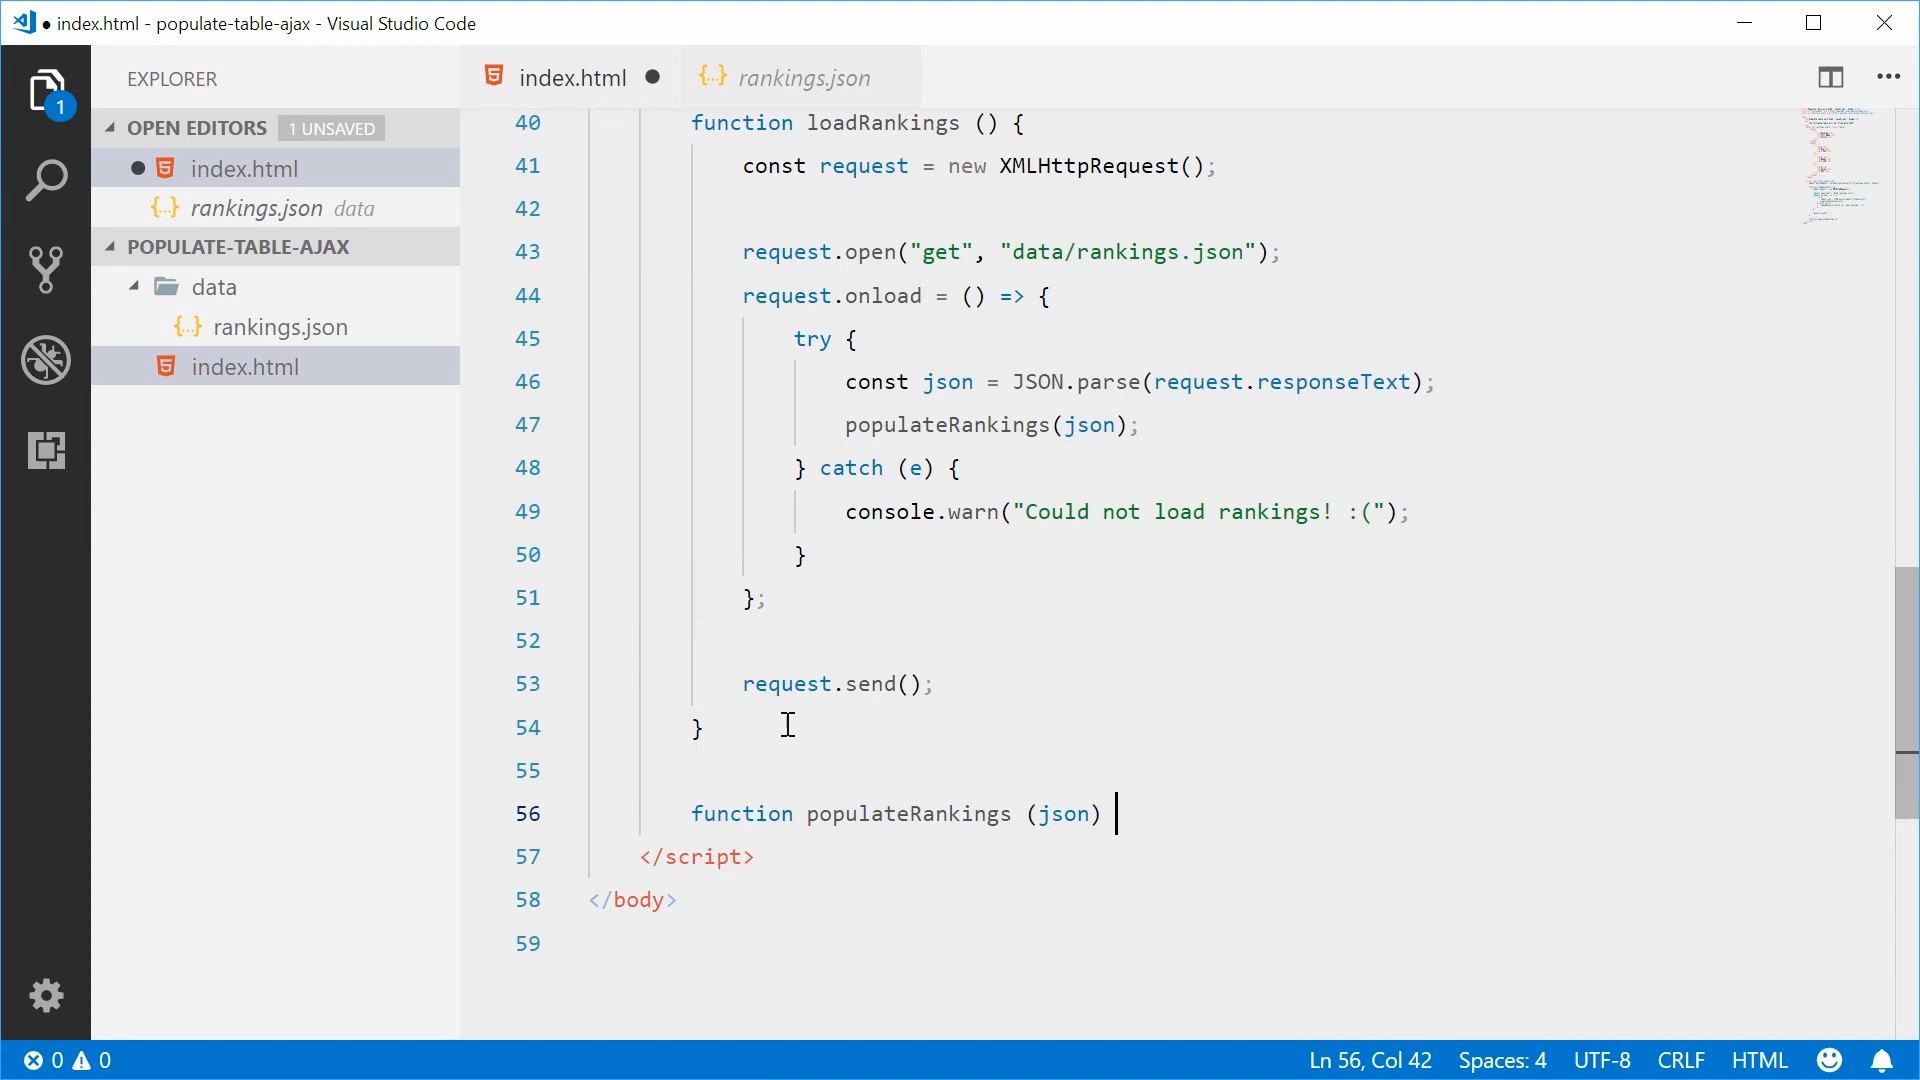 ● index.html - populate-table-ajax - Visual Studio Code
EXPLORER
OPEN EDITORS 1 UNSAVED
index.html
rankings.json data
POPULATE-TABLE-AJAX
data
rankings.json
index.html
1
index.html ●
{..} rankings.json
40 function loadRankings () {
41 const request = new XMLHttpRequest();
42
43 request.open("get", "data/rankings.json");
44 request.onload = () => {
45 try {
46 const json = JSON.parse(request.responseText);
47 populateRankings(json);
48 } catch (e) {
49 console.warn("Could not load rankings! :(");
50 }
51 };
52
53 request.send();
54 }
55
56 function populateRankings (json)
57 </script>
58 </body>
59
0 0
Ln 56, Col 42 Spaces: 4 UTF-8 CRLF HTML